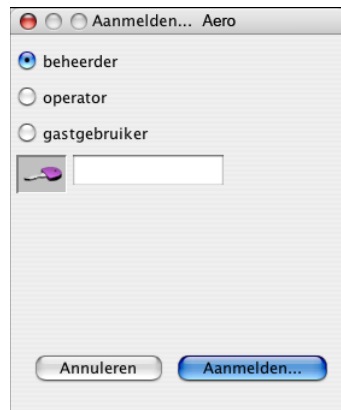 Aanmelden... Aero
beheerder
operator
gastgebruiker
Annuleren Aanmelden...